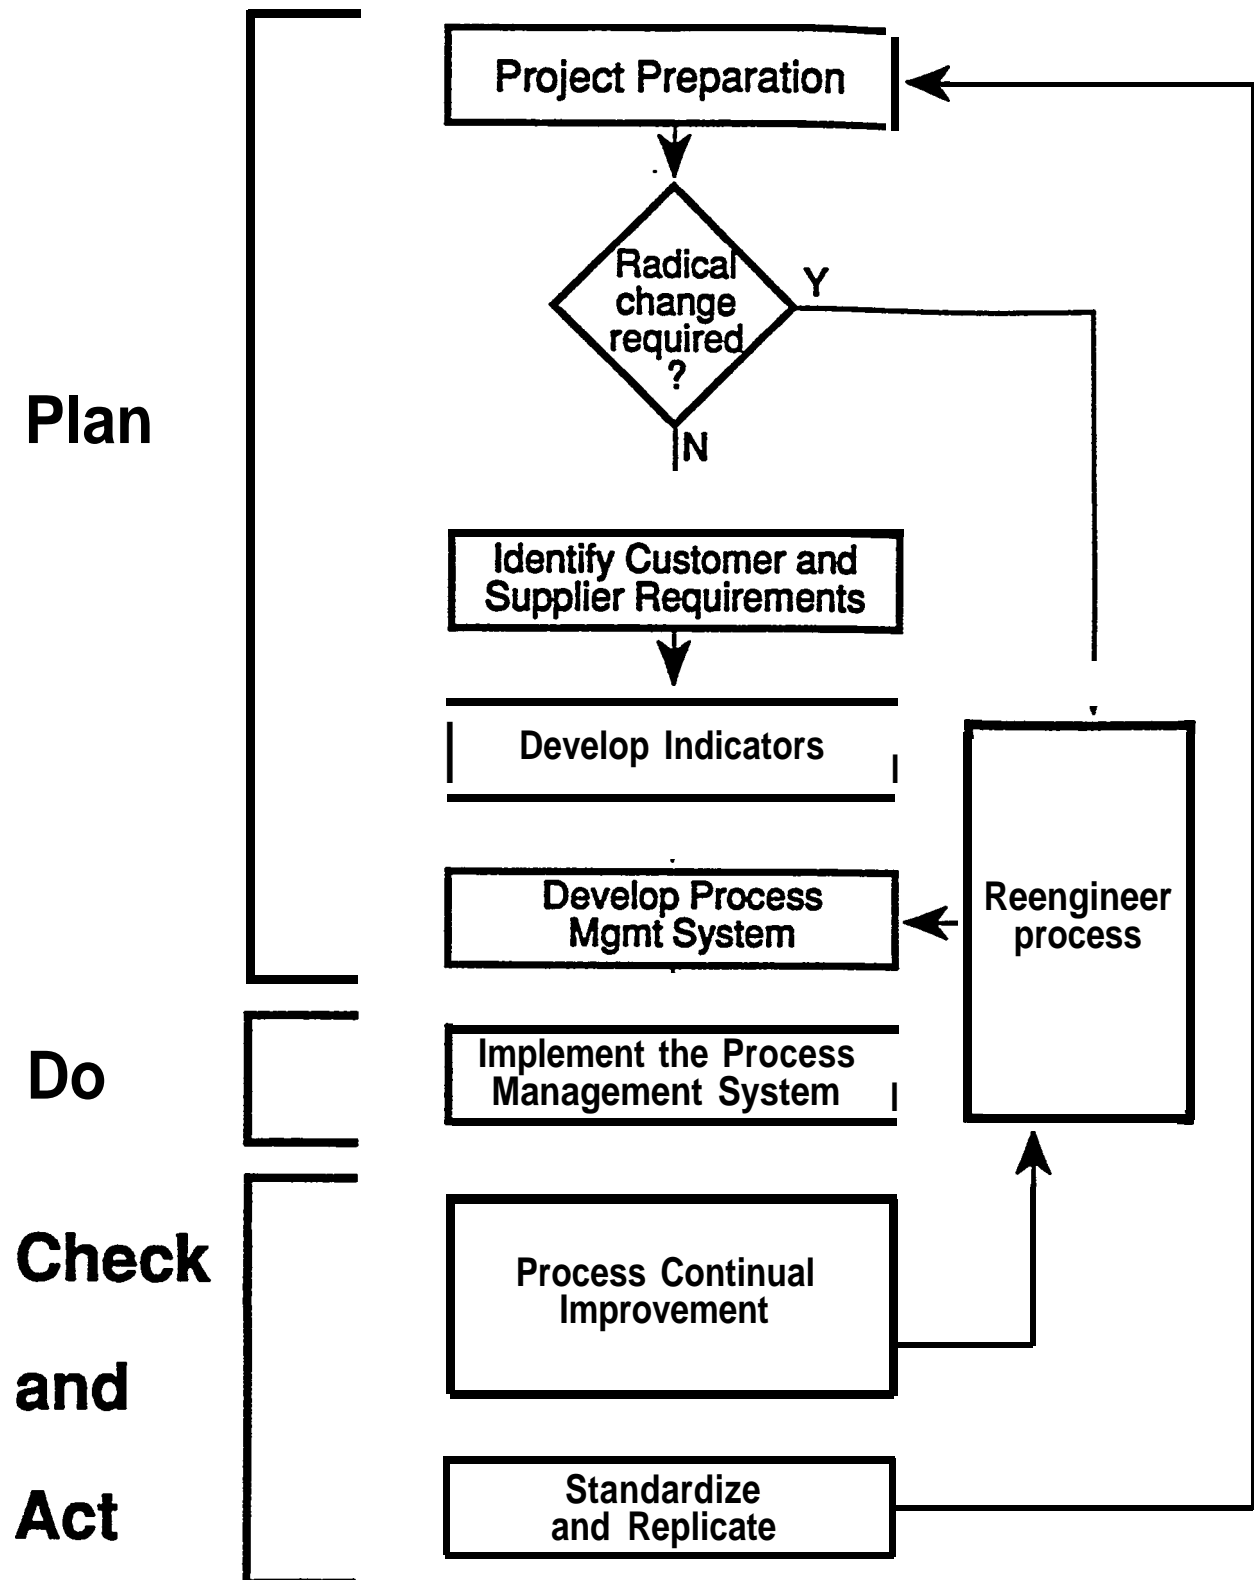 Project Preparation
Radical
change
required
?
Y
N
Plan
Identify Customer and
Supplier Requirements
Develop Indicators
Develop Process
Mgmt System
Reengineer
process
Do
Implement the Process
Management System
Check
and
Act
Process Continual
Improvement
Standardize
and Replicate